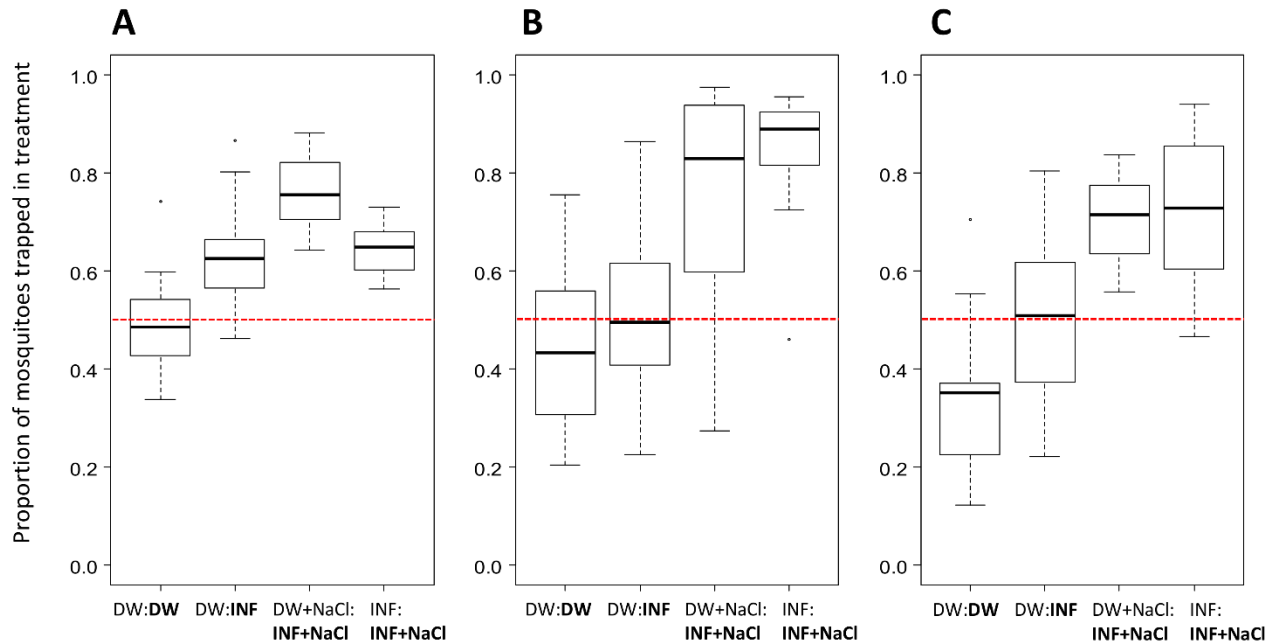 A
B
C
Proportion of mosquitoes trapped in treatment
1.0
0.8
0.6
0.4
0.2
0.0
1.0
0.8
0.6
0.4
0.2
0.0
1.0
0.8
0.6
0.4
0.2
0.0
DW:DW DW:INF DW+NaCl: INF:
INF+NaCl INF+NaCl
DW:DW DW:INF DW+NaCl: INF:
INF+NaCl INF+NaCl
DW:DW DW:INF DW+NaCl: INF:
INF+NaCl INF+NaCl